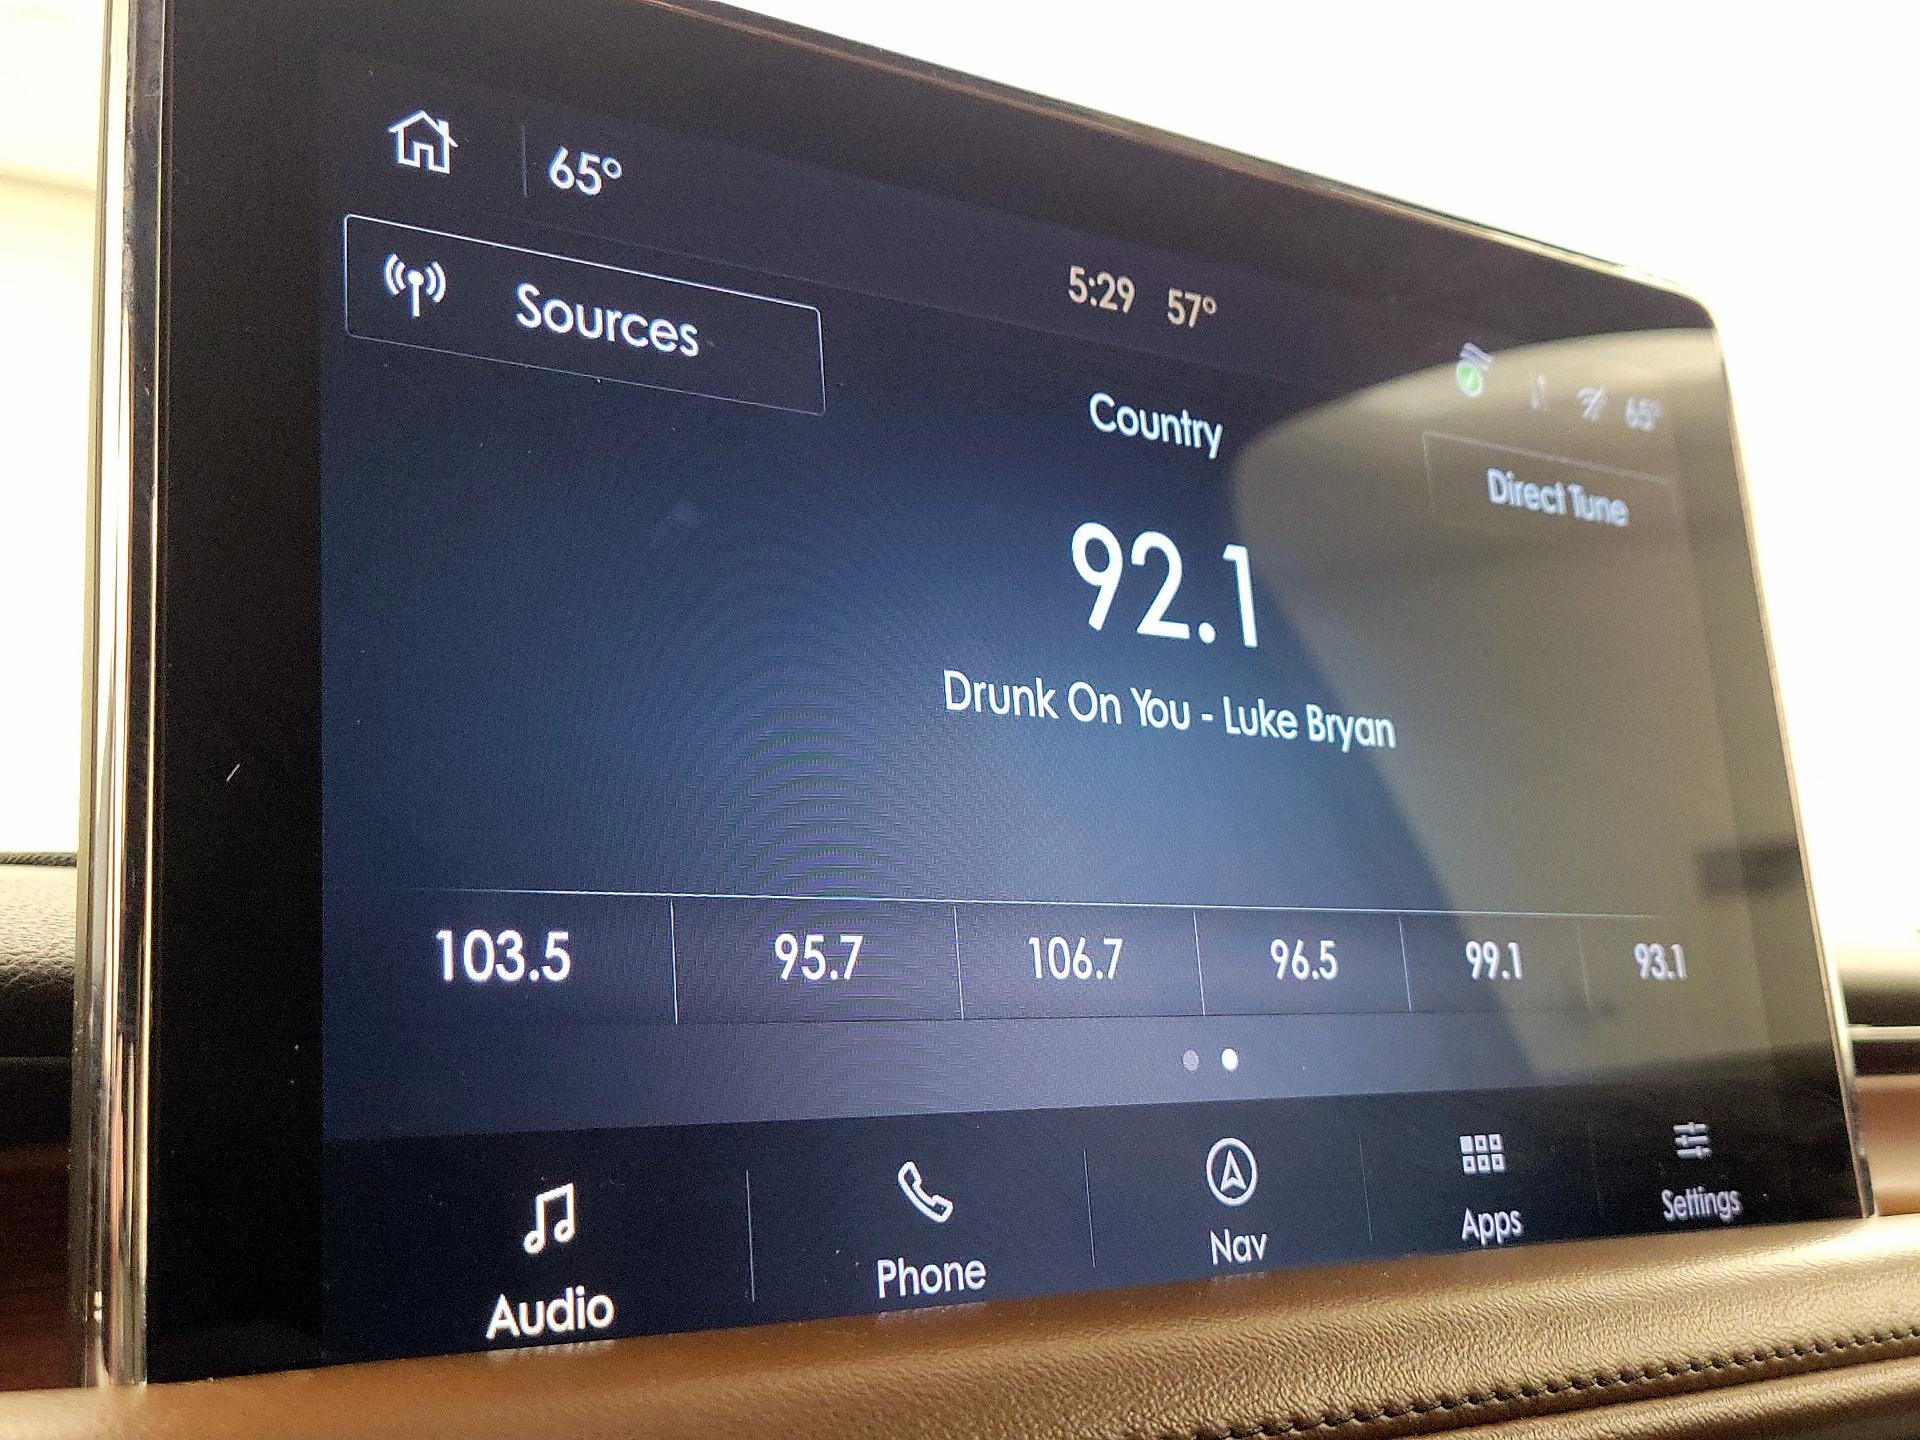 65°
5:29 57°
65°
Sources
Country
Direct Tune
92.1
Drunk On You - Luke Bryan
103.5 95.7 106.7 96.5 99.1 93.1
Audio Phone Nav Apps Settings